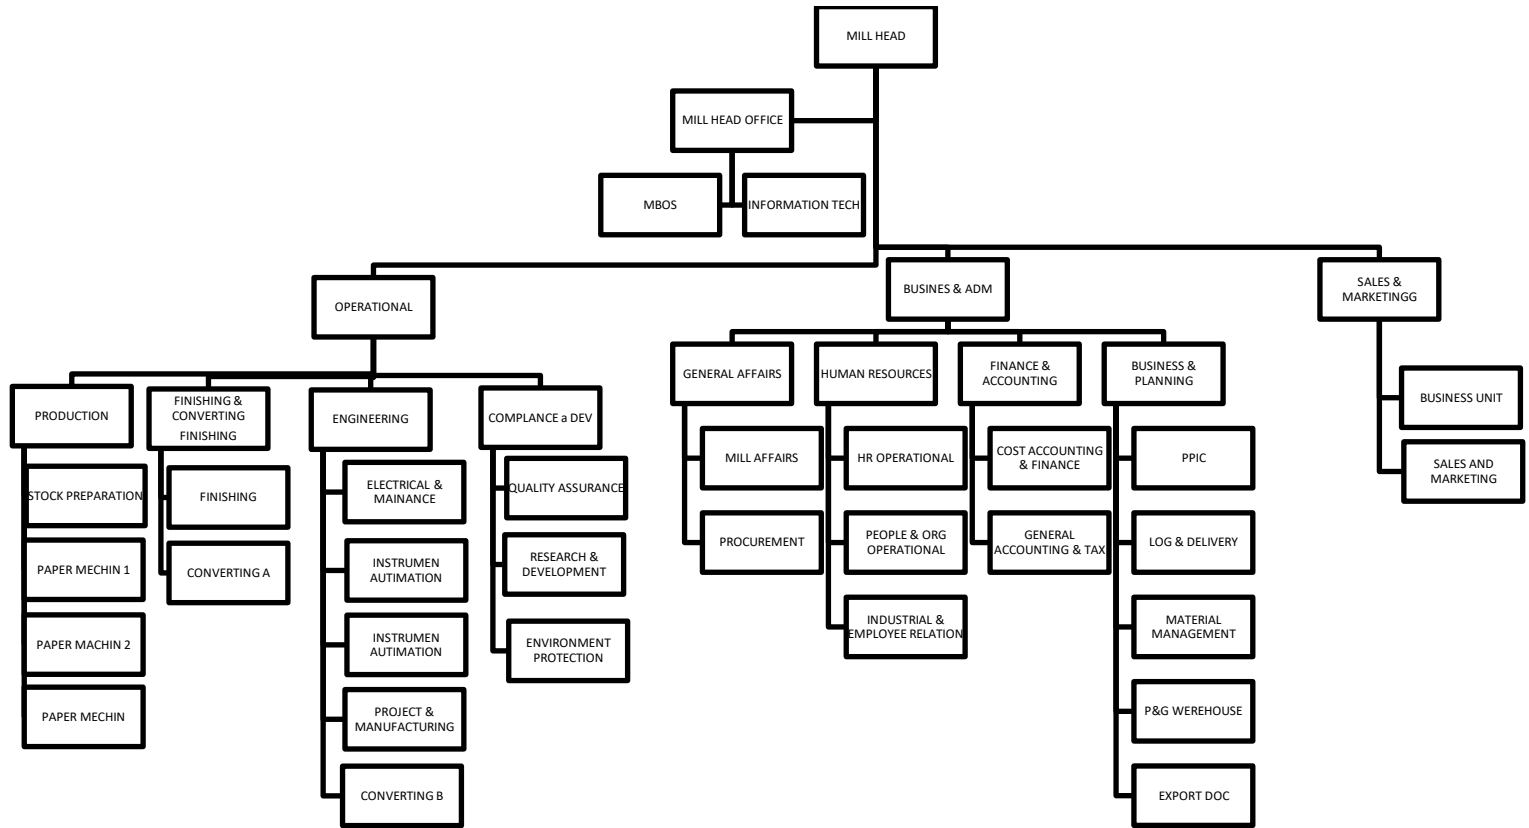 MILL HEAD
MILL HEAD OFFICE
MBOS
INFORMATION TECH
OPERATIONAL
BUSINES & ADM
SALES &
MARKETINGG
PRODUCTION
STOCK PREPARATION
PAPER MECHIN 1
PAPER MACHIN 2
PAPER MECHIN
FINISHING &
CONVERTING
FINISHING
FINISHING
CONVERTING A
ENGINEERING
ELECTRICAL &
MAINANCE
INSTRUMEN
AUTIMATION
INSTRUMEN
AUTIMATION
PROJECT &
MANUFACTURING
CONVERTING B
COMPLANCE a DEV
QUALITY ASSURANCE
RESEARCH &
DEVELOPMENT
ENVIRONMENT
PROTECTION
GENERAL AFFAIRS
MILL AFFAIRS
PROCUREMENT
HUMAN RESOURCES
HR OPERATIONAL
PEOPLE & ORG
OPERATIONAL
INDUSTRIAL &
EMPLOYEE RELATION
FINANCE &
ACCOUNTING
COST ACCOUNTING
& FINANCE
GENERAL
ACCOUNTING & TAX
BUSINESS &
PLANNING
PPIC
LOG & DELIVERY
MATERIAL
MANAGEMENT
P&G WEREHOUSE
EXPORT DOC
BUSINESS UNIT
SALES AND
MARKETING